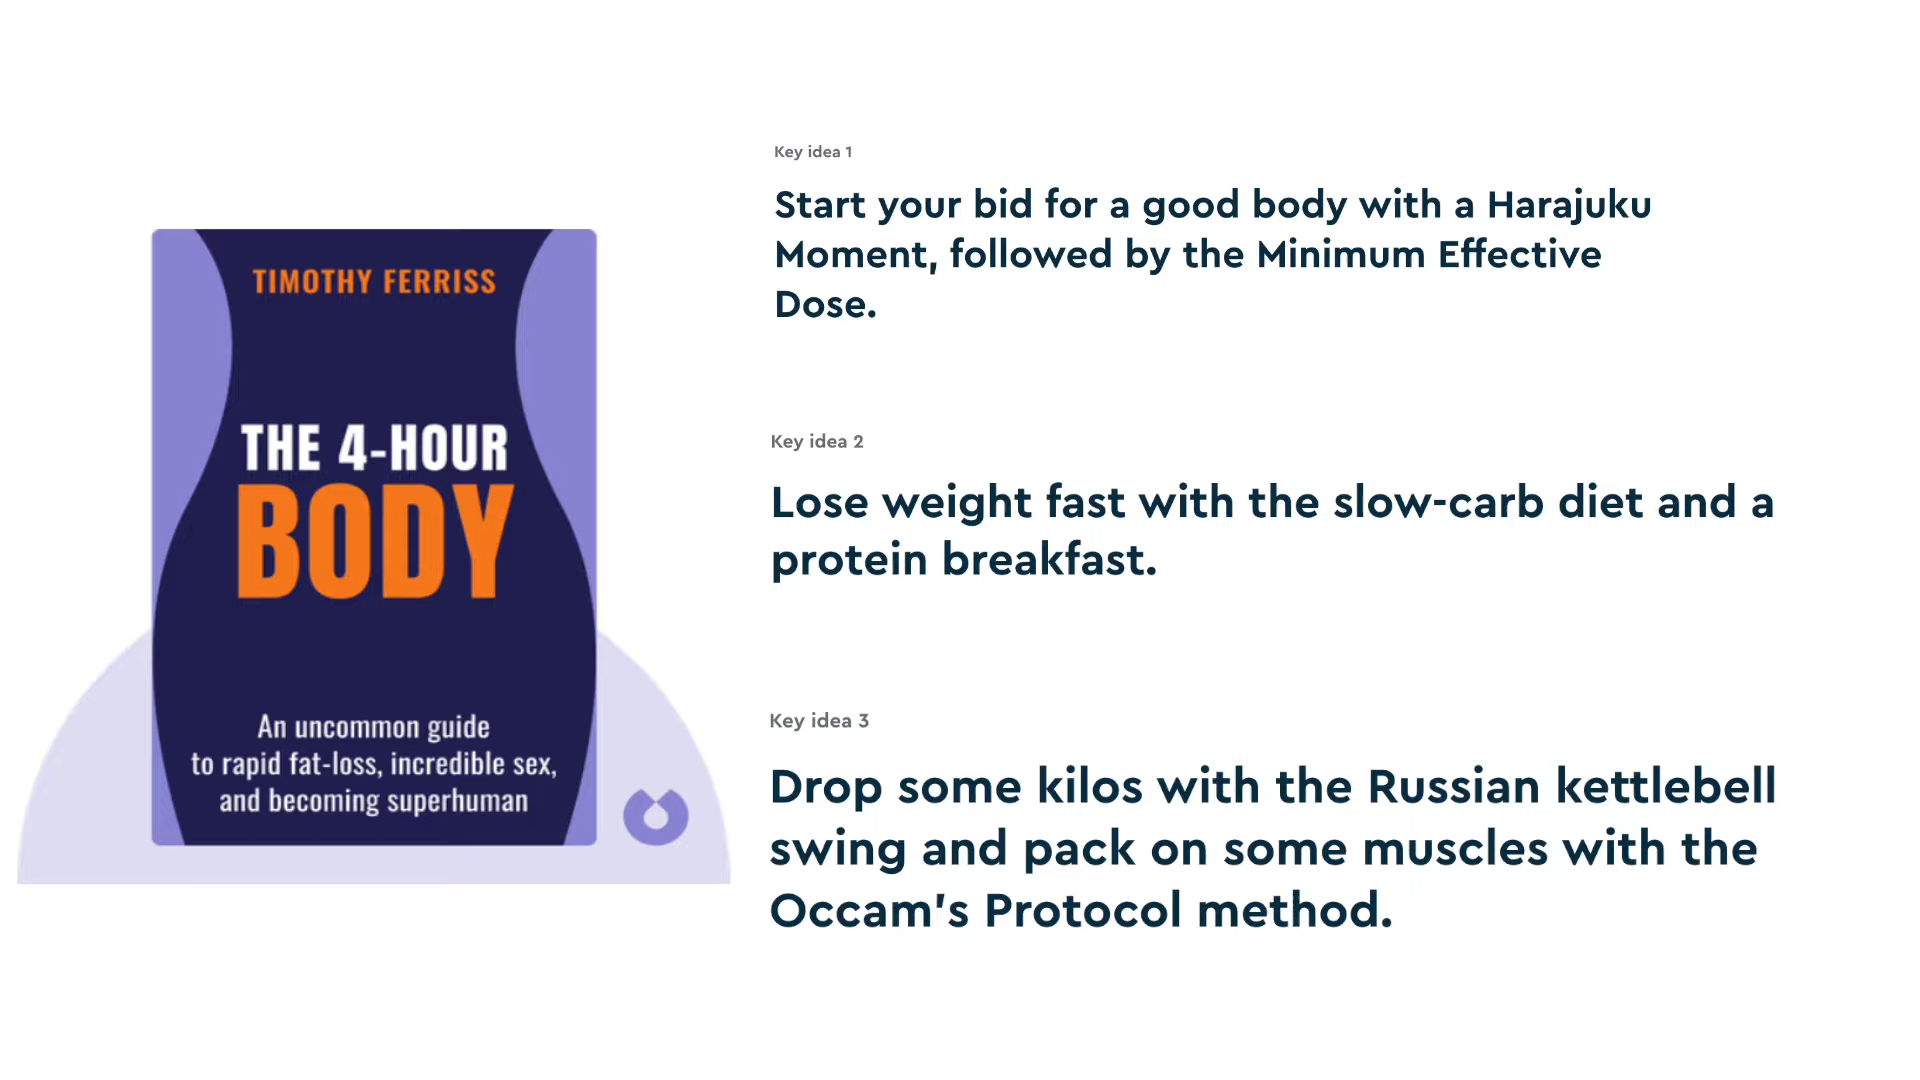 TIMOTHY FERRISS
THE 4-HOUR
BODY
An uncommon guide
to rapid fat-loss, incredible sex,
and becoming superhuman
Key idea 1
Start your bid for a good body with a Harajuku
Moment, followed by the Minimum Effective
Dose.
Key idea 2
Lose weight fast with the slow-carb diet and a
protein breakfast.
Key idea 3
Drop some kilos with the Russian kettlebell
swing and pack on some muscles with the
Occam's Protocol method.